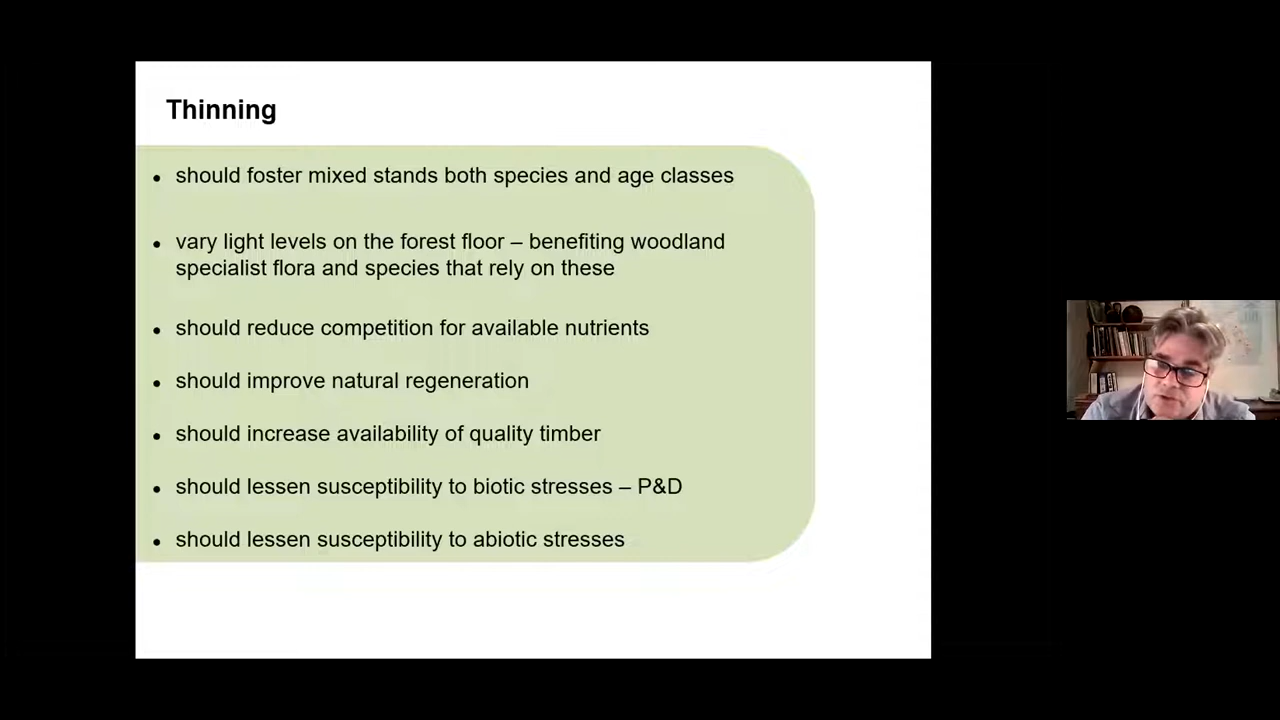 Thinning
• should foster mixed stands both species and age classes
• vary light levels on the forest floor – benefiting woodland
specialist flora and species that rely on these
• should reduce competition for available nutrients
• should improve natural regeneration
• should increase availability of quality timber
• should lessen susceptibility to biotic stresses – P&D
• should lessen susceptibility to abiotic stresses